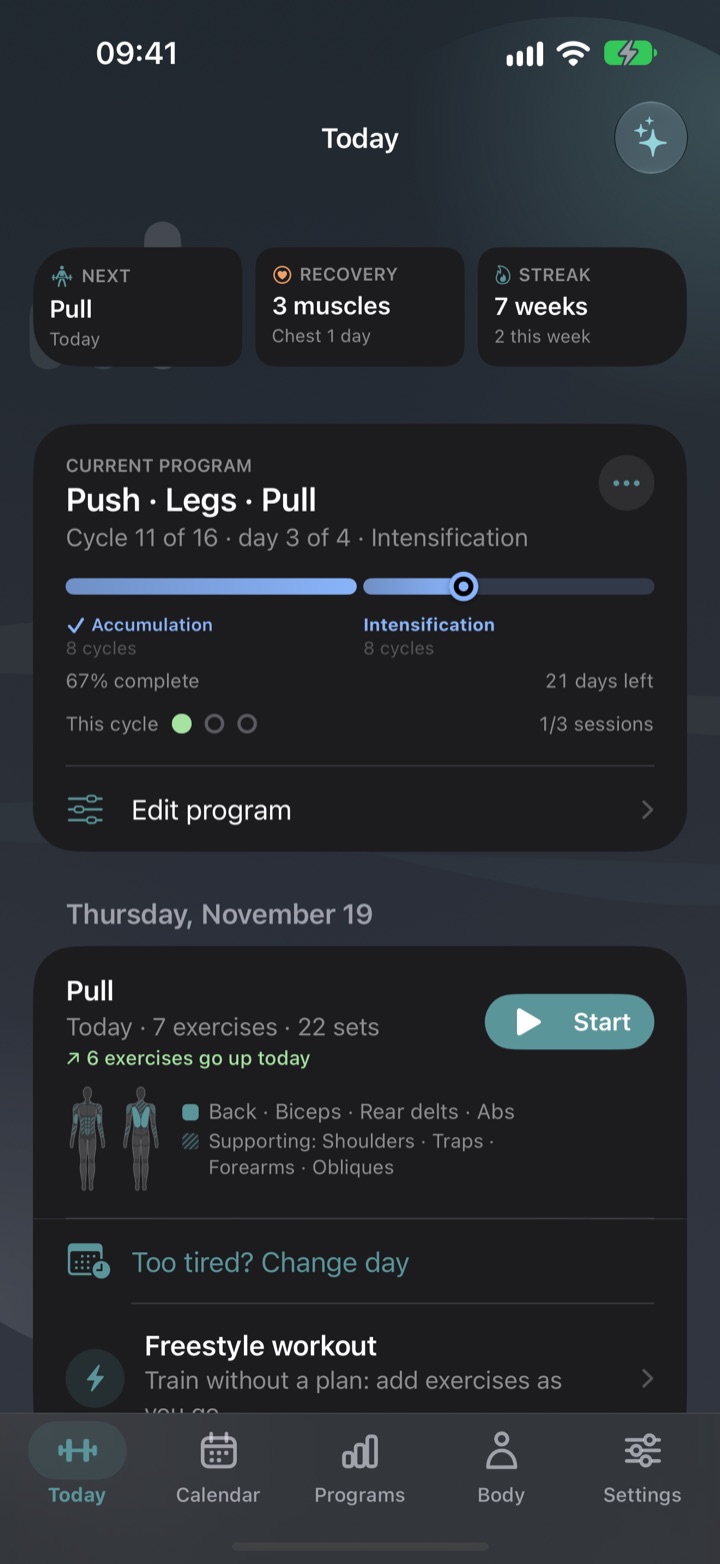 09:41
Today
NEXT
Pull
Today
RECOVERY
3 muscles
Chest 1 day
STREAK
7 weeks
2 this week
CURRENT PROGRAM
Push · Legs · Pull
Cycle 11 of 16 · day 3 of 4 · Intensification
Accumulation
8 cycles
Intensification
8 cycles
67% complete
21 days left
This cycle
1/3 sessions
Edit program
Thursday, November 19
Pull
Today · 7 exercises · 22 sets
6 exercises go up today
Start
Back · Biceps · Rear delts · Abs
Supporting: Shoulders · Traps ·
Forearms · Obliques
Too tired? Change day
Freestyle workout
Train without a plan: add exercises as
you go
Today
Calendar
Programs
Body
Settings